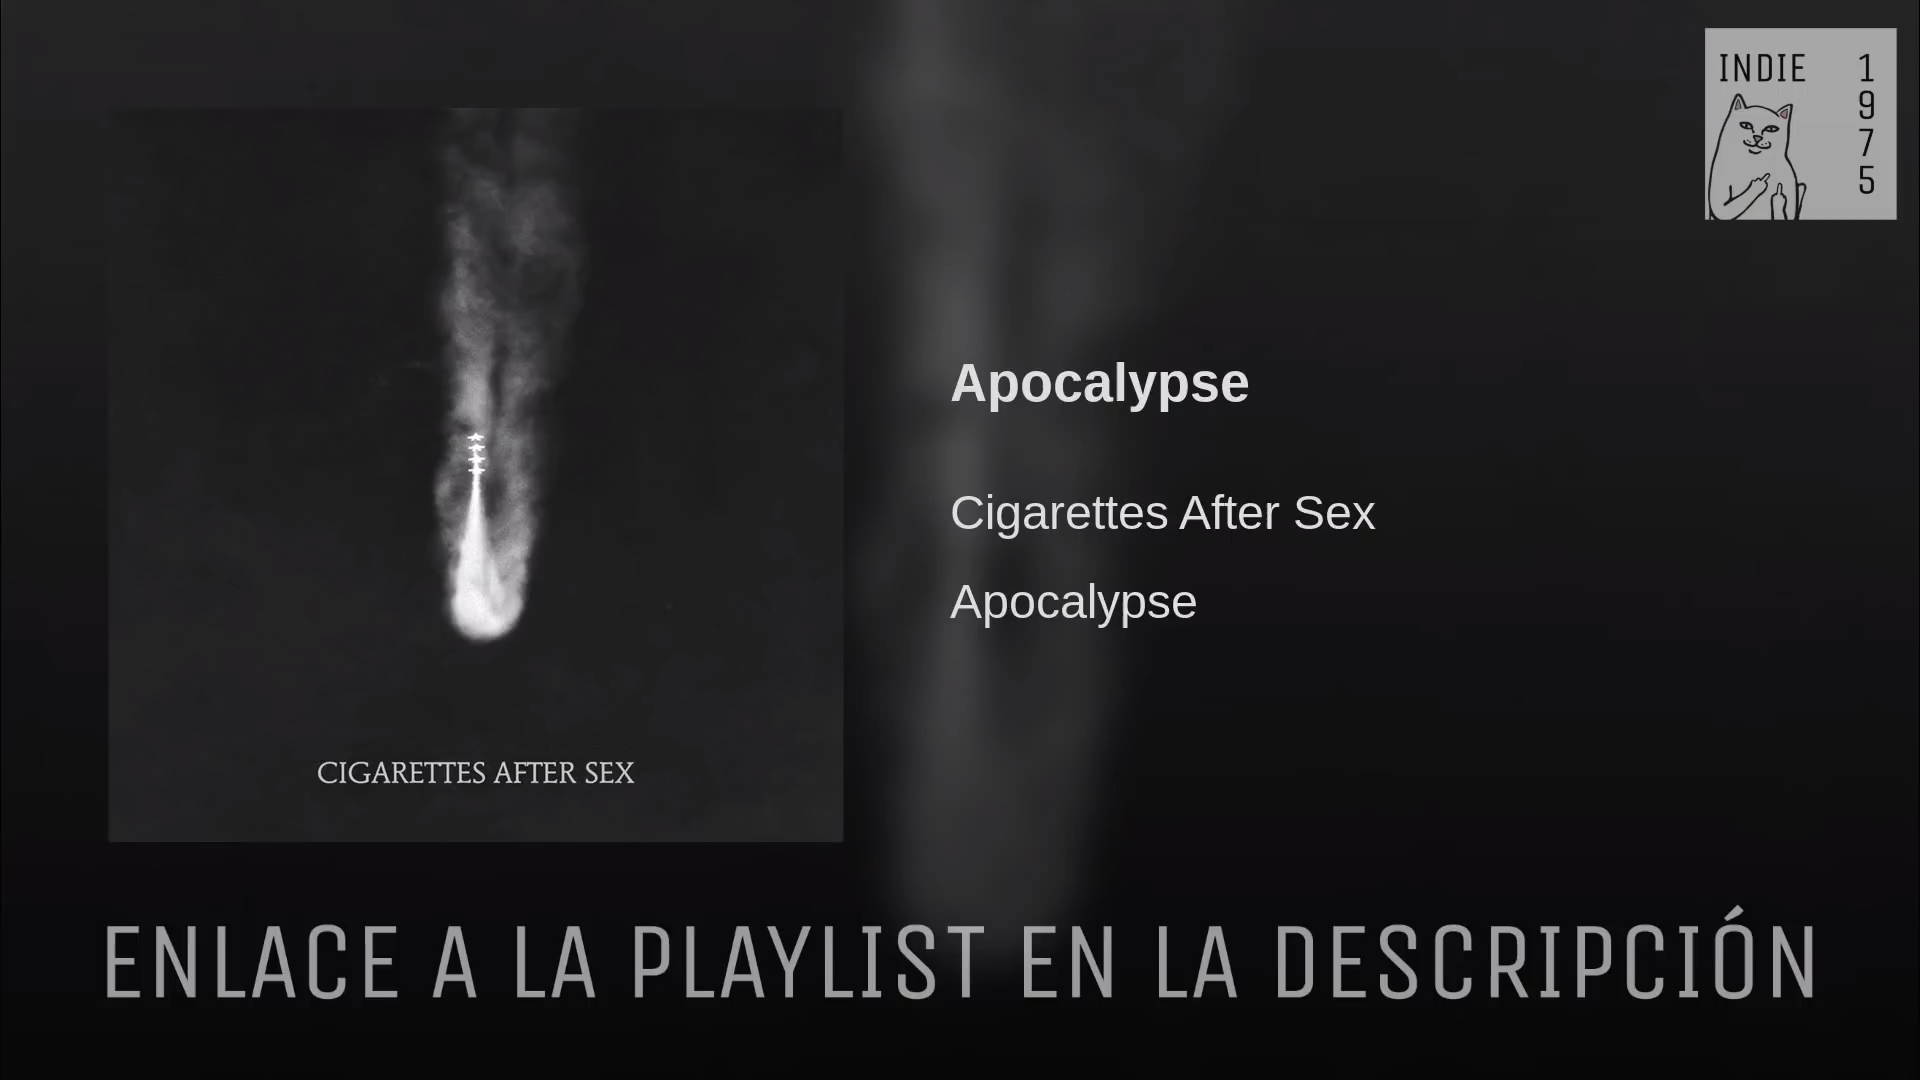 INDIE
1
9
7
5
Apocalypse
Cigarettes After Sex
Apocalypse
CIGARETTES AFTER SEX
ENLACE A LA PLAYLIST EN LA DESCRIPCIÓN